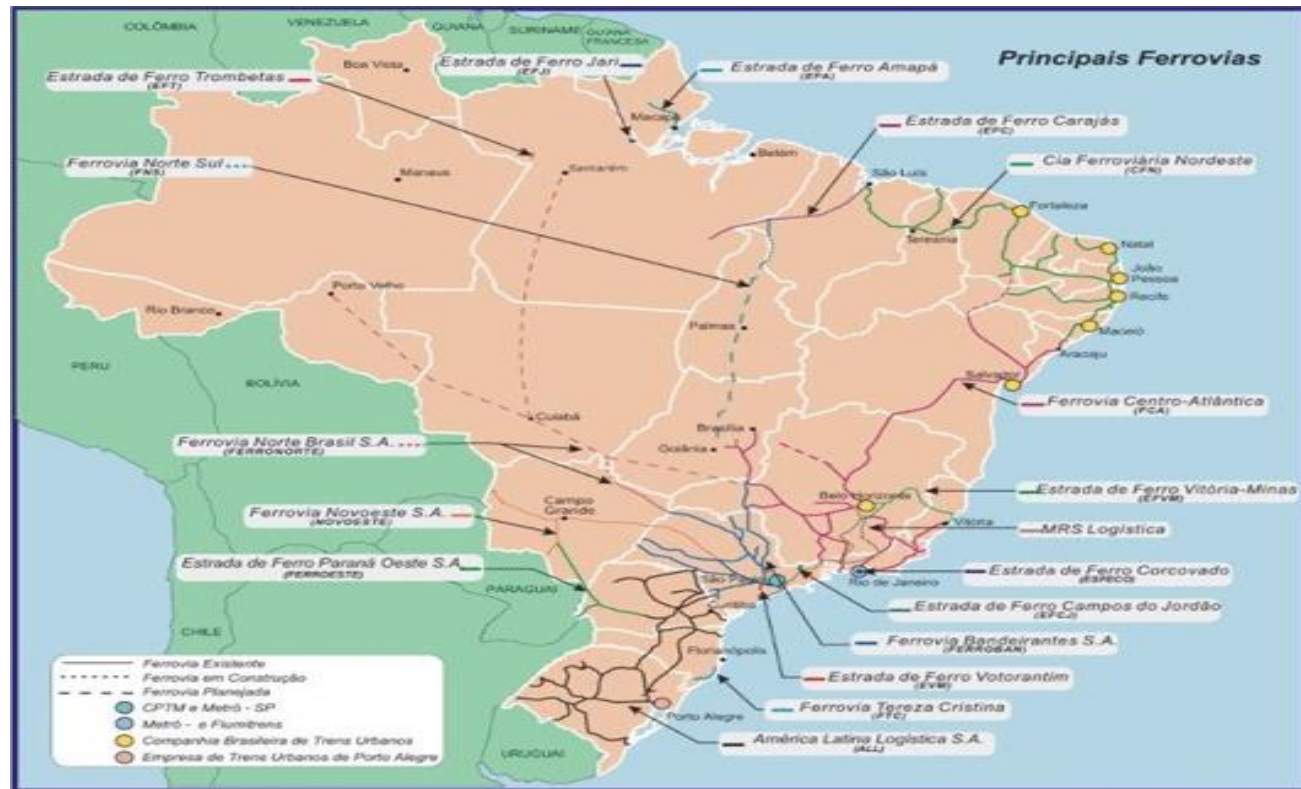 COLÔMBIA
VENEZUELA
GUYANA
SURINAME
GUYANA
FRANCESA
Principais Ferrovias
Boa Vista
Estrada de Ferro Jari
(EFJ)
Estrada de Ferro Amapá
(EFA)
Estrada de Ferro Trombetas
(EFT)
Macapá
Estrada de Ferro Carajás
(EFC)
Belém
Ferrovia Norte Sul
(FNS)
Santarém
Manaus
São Luís
Cia Ferroviária Nordeste
(CFN)
Fortaleza
Teresina
Natal
João
Pessoa
Recife
Porto Velho
Rio Branco
Palmas
Maceió
Aracaju
PERU
BOLÍVIA
Salvador
Cuiabá
Ferrovia Centro-Atlântica
(FCA)
Brasília
Goiânia
Ferrovia Norte Brasil S.A.
(FERRONORTE)
Belo Horizonte
Estrada de Ferro Vitória-Minas
(EFVM)
Campo
Grande
Ferrovia Novoeste S.A.
(NOVOESTE)
Vitória
MRS Logística
Estrada de Ferro Paraná Oeste S.A
(FERROESTE)
São Paulo
Rio de Janeiro
Estrada de Ferro Corcovado
(ESFECO)
PARAGUAI
Curitiba
Estrada de Ferro Campos do Jordão
(EFCJ)
CHILE
Ferrovia Bandeirantes S.A.
(FERROBAN)
Florianópolis
Estrada de Ferro Votorantim
(EVM)
Porto Alegre
Ferrovia Tereza Cristina
(FTC)
América Latina Logística S.A.
(ALL)
URUGUAI
Ferrovia Existente
Ferrovia em Construção
Ferrovia Planejada
CPTM e Metrô - SP
Metrô - e Flumitrens
Companhia Brasileira de Trens Urbanos
Empresa de Trens Urbanos de Porto Alegre